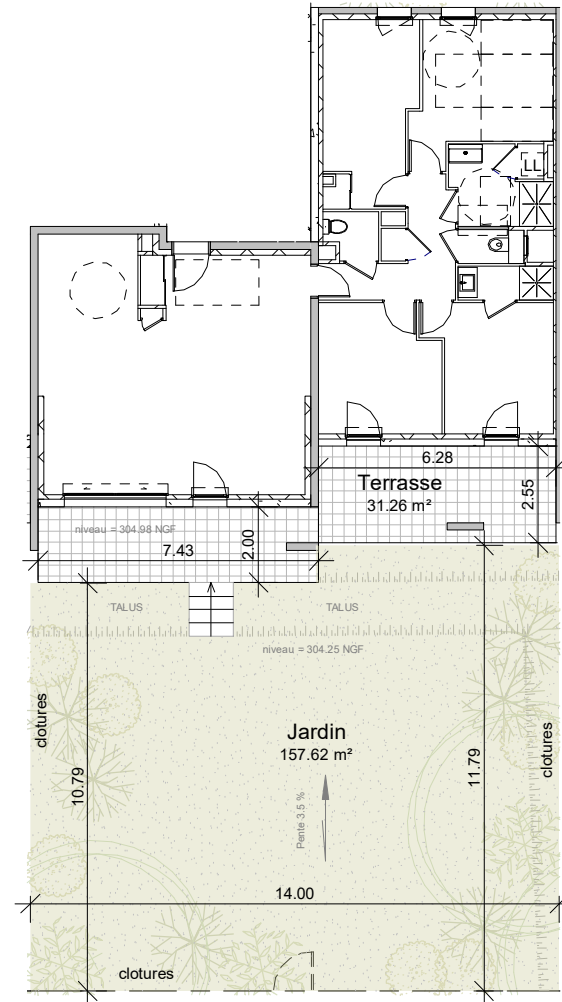 LL
6.28
Terrasse
31.26 m²
2.55
niveau = 304.98 NGF
7.43
2.00
TALUS
TALUS
niveau = 304.25 NGF
clotures
clotures
Jardin
157.62 m²
10.79
11.79
Pente 3.5 %
14.00
clotures